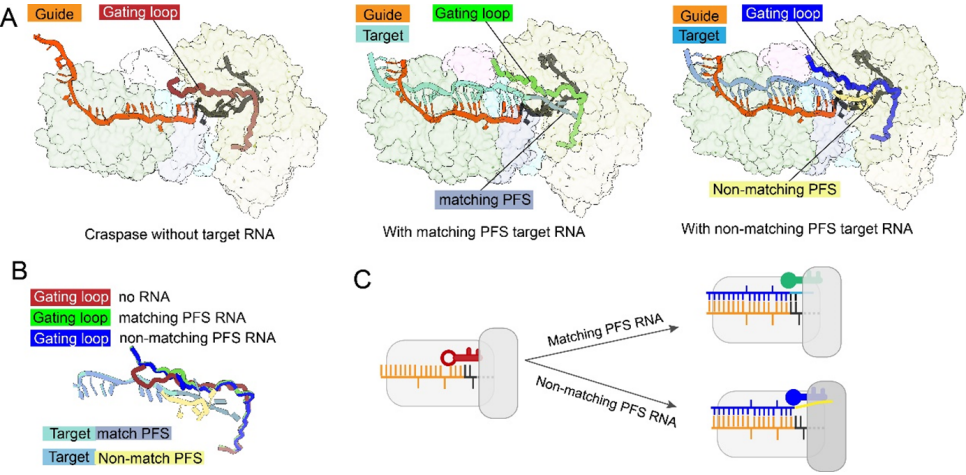 A
Guide
Gating loop
Guide
Gating loop
Target
Guide
Gating loop
Target
matching PFS
Non-matching PFS
Craspase without target RNA
With matching PFS target RNA
With non-matching PFS target RNA
B
Gating loop no RNA
Gating loop matching PFS RNA
Gating loop non-matching PFS RNA
Target match PFS
Target Non-match PFS
C
Matching PFS RNA
Non-matching PFS RNA